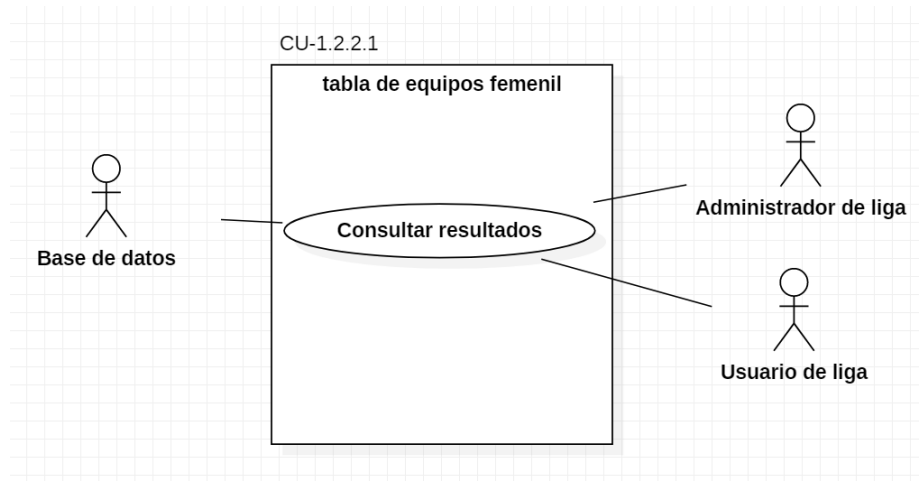 CU-1.2.2.1
tabla de equipos femenil
Base de datos
Consultar resultados
Administrador de liga
Usuario de liga